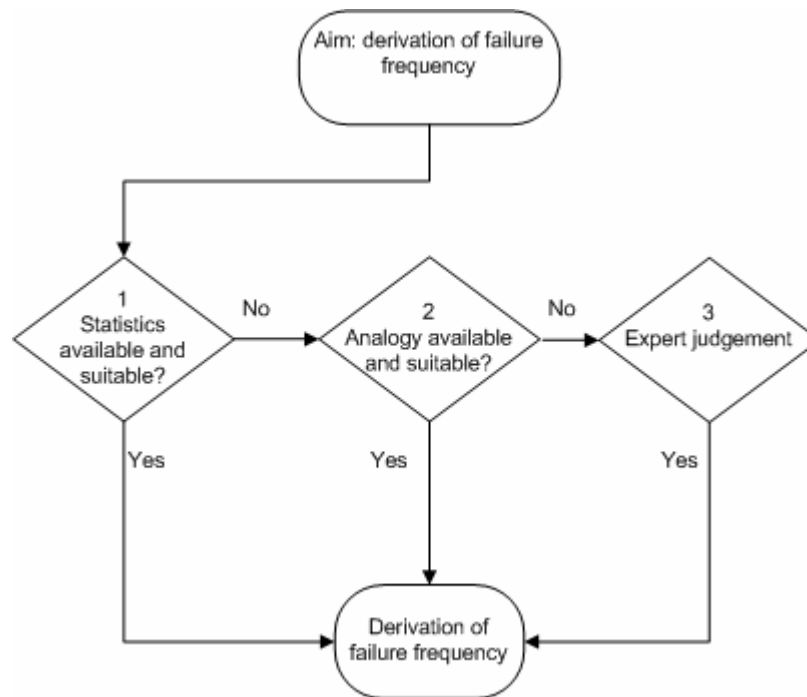 Aim: derivation of failure
frequency
1
Statistics
available and
suitable?
No
2
Analogy available
and suitable?
No
3
Expert judgement
Yes
Yes
Yes
Derivation of
failure frequency